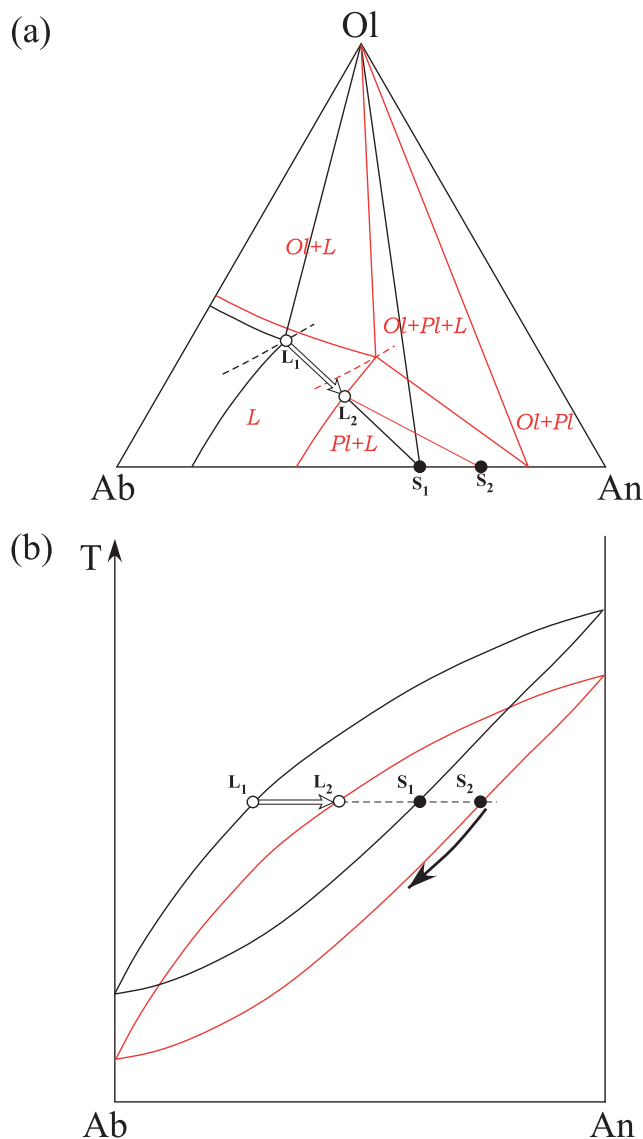 (a)
Ol
Ol+L
Ol+Pl+L
L₁
L
L₂
Pl+L
Ol+Pl
Ab
S₁
S₂
An
(b)
T
L₁
L₂
S₁
S₂
Ab
An